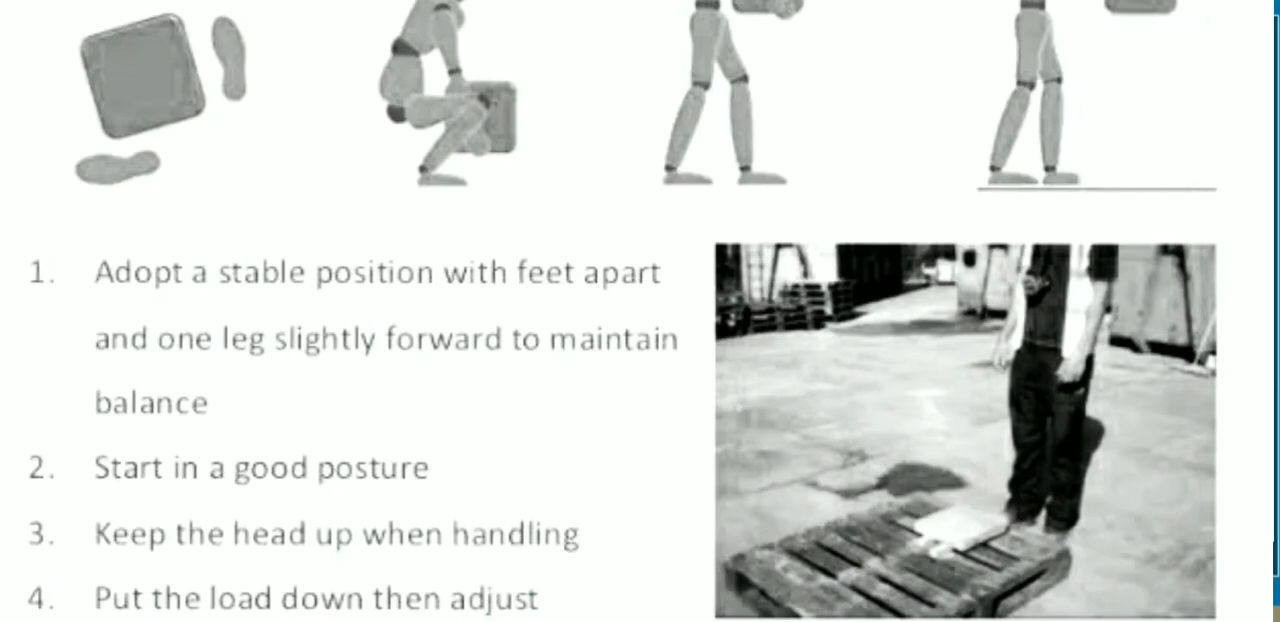 1. Adopt a stable position with feet apart
and one leg slightly forward to maintain
balance
2. Start in a good posture
3. Keep the head up when handling
4. Put the load down then adjust